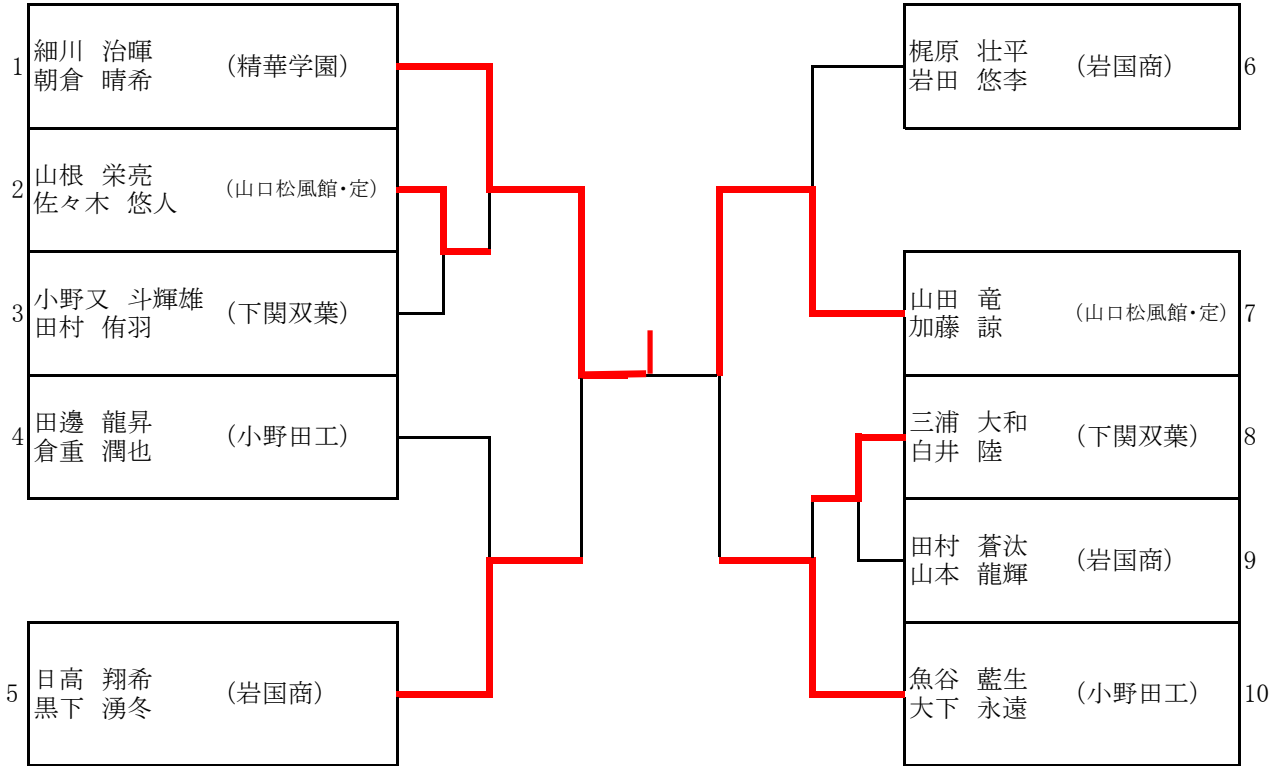 1
細川 治暉
朝倉 晴希
(精華学園)
2
山根 栄亮
佐々木 悠人
(山口松風館・定)
3
小野又 斗輝雄
田村 侑羽
(下関双葉)
4
田邊 龍昇
倉重 潤也
(小野田工)
5
日高 翔希
黒下 湧冬
(岩国商)
梶原 壮平
岩田 悠李
(岩国商)
6
山田 竜
加藤 諒
(山口松風館・定)
7
三浦 大和
白井 陸
(下関双葉)
8
田村 蒼汰
山本 龍輝
(岩国商)
9
魚谷 藍生
大下 永遠
(小野田工)
10